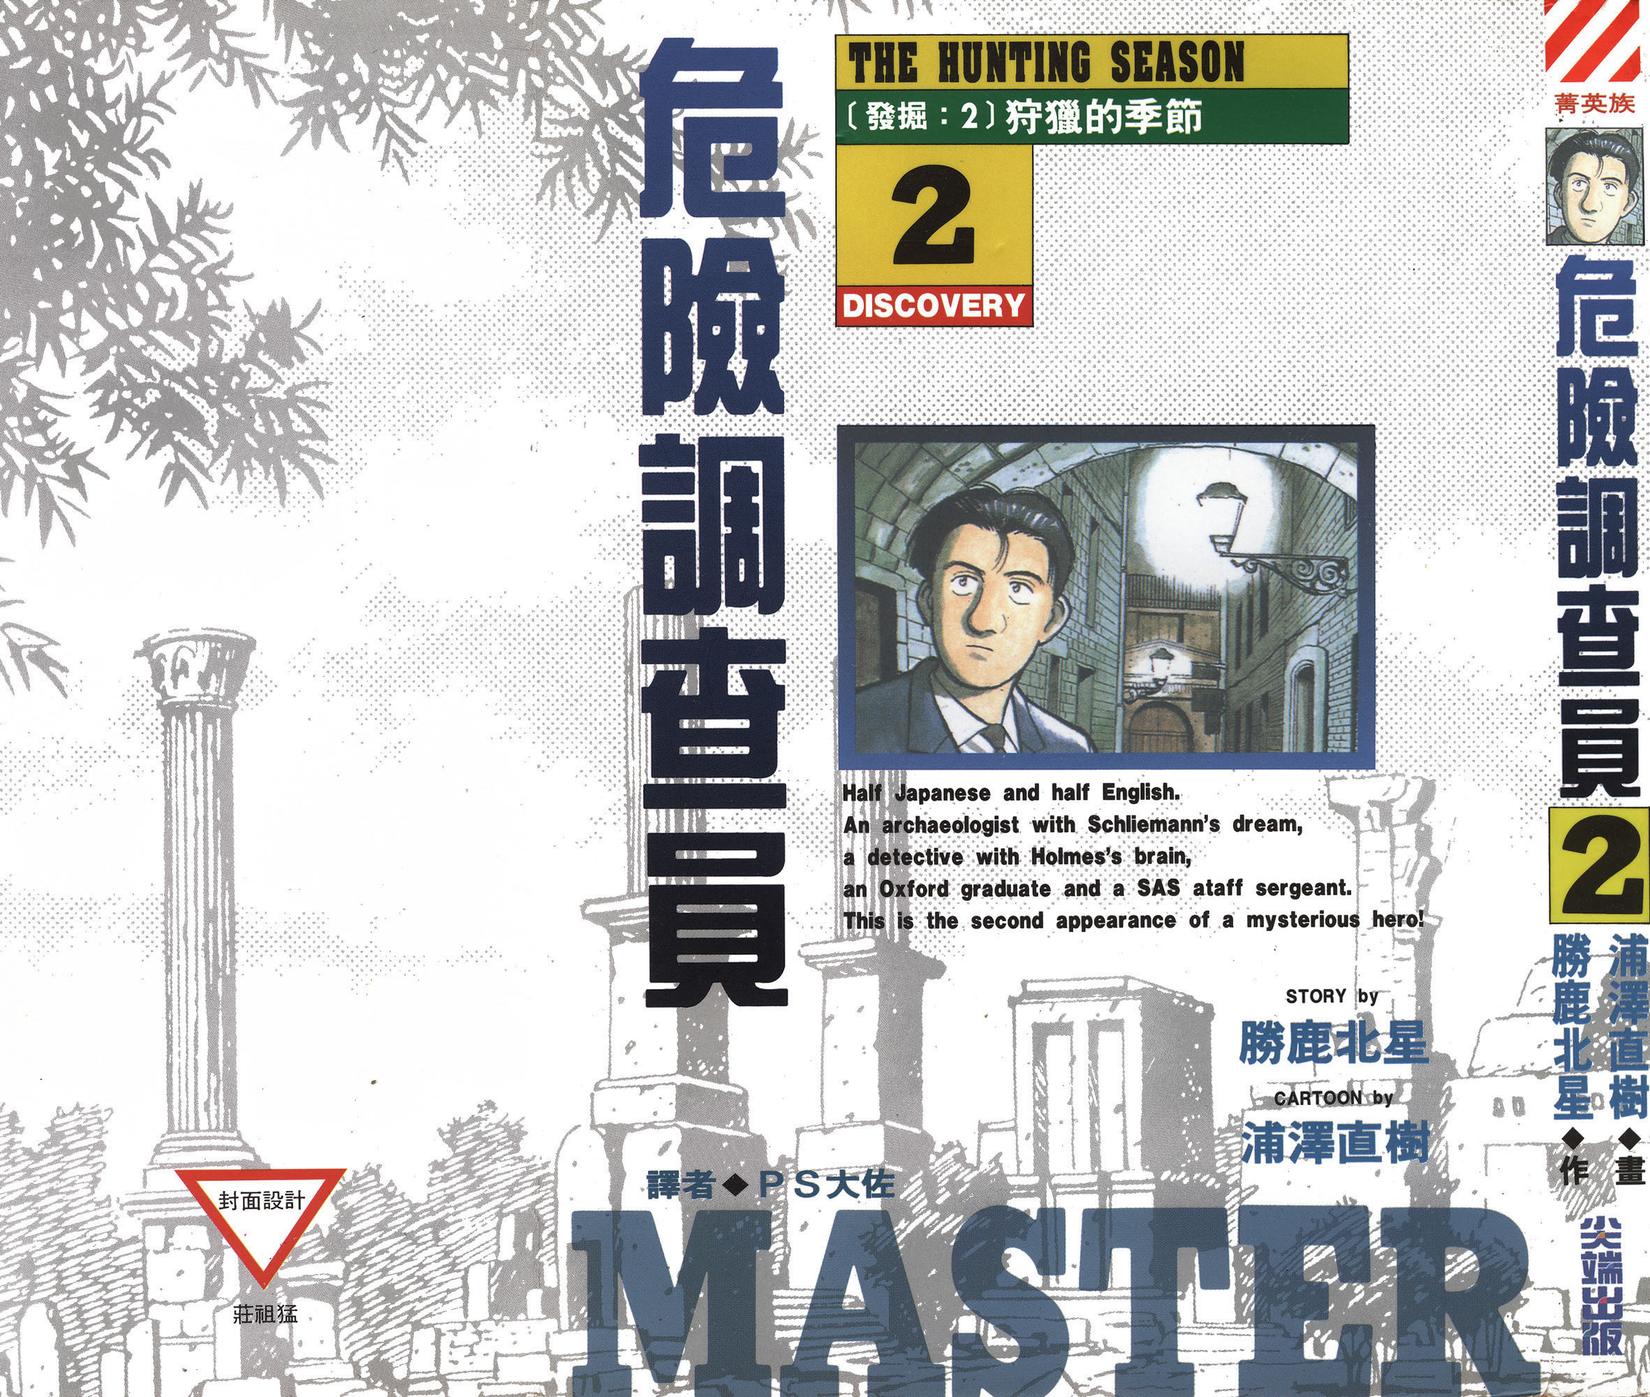 危險調查員
THE HUNTING SEASON
〔發掘:2〕狩獵的季節
2
DISCOVERY
Half Japanese and half English.
An archaeologist with Schliemann's dream,
a detective with Holmes's brain,
an Oxford graduate and a SAS ataff sergeant.
This is the second appearance of a mysterious hero!
STORY by
勝鹿北星
CARTOON by
浦澤直樹
譯者◆PS大佐
MASTER
封面設計
莊祖猛
菁英族
危險調查員
2
浦澤直樹◆畫
勝鹿北星◆作
尖端出版